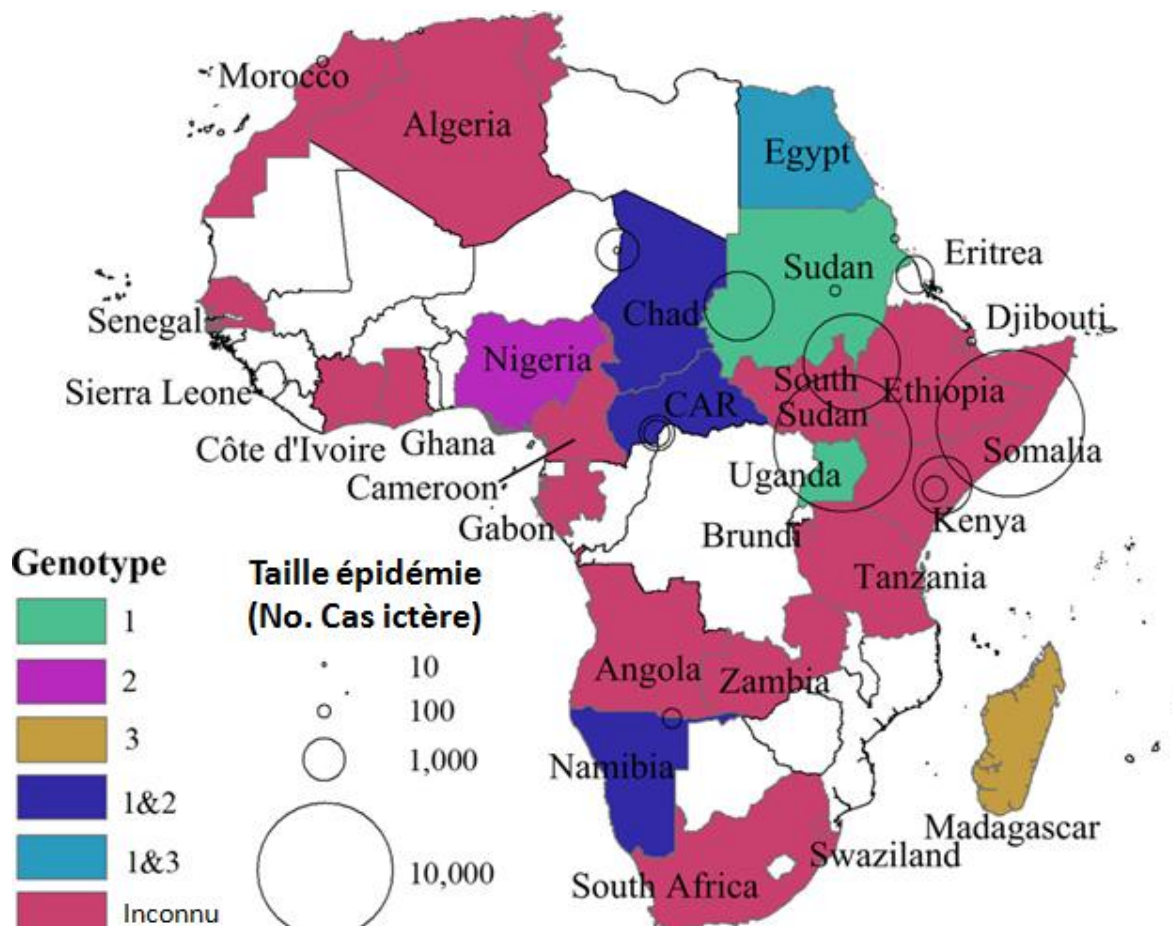 Morocco
Algeria
Egypt
Eritrea
Sudan
Djibouti
Chad
Senegal
Nigeria
Sierra Leone
South
Sudan
Ethiopia
CAR
Côte d'Ivoire
Ghana
Somalia
Cameroon
Uganda
Gabon
Brundi
Kenya
Tanzania
Angola
Zambia
Namibia
Madagascar
Swaziland
South Africa
Genotype
1
2
3
1&2
1&3
Inconnu
Taille épidémie
(No. Cas ictère)
10
100
1,000
10,000